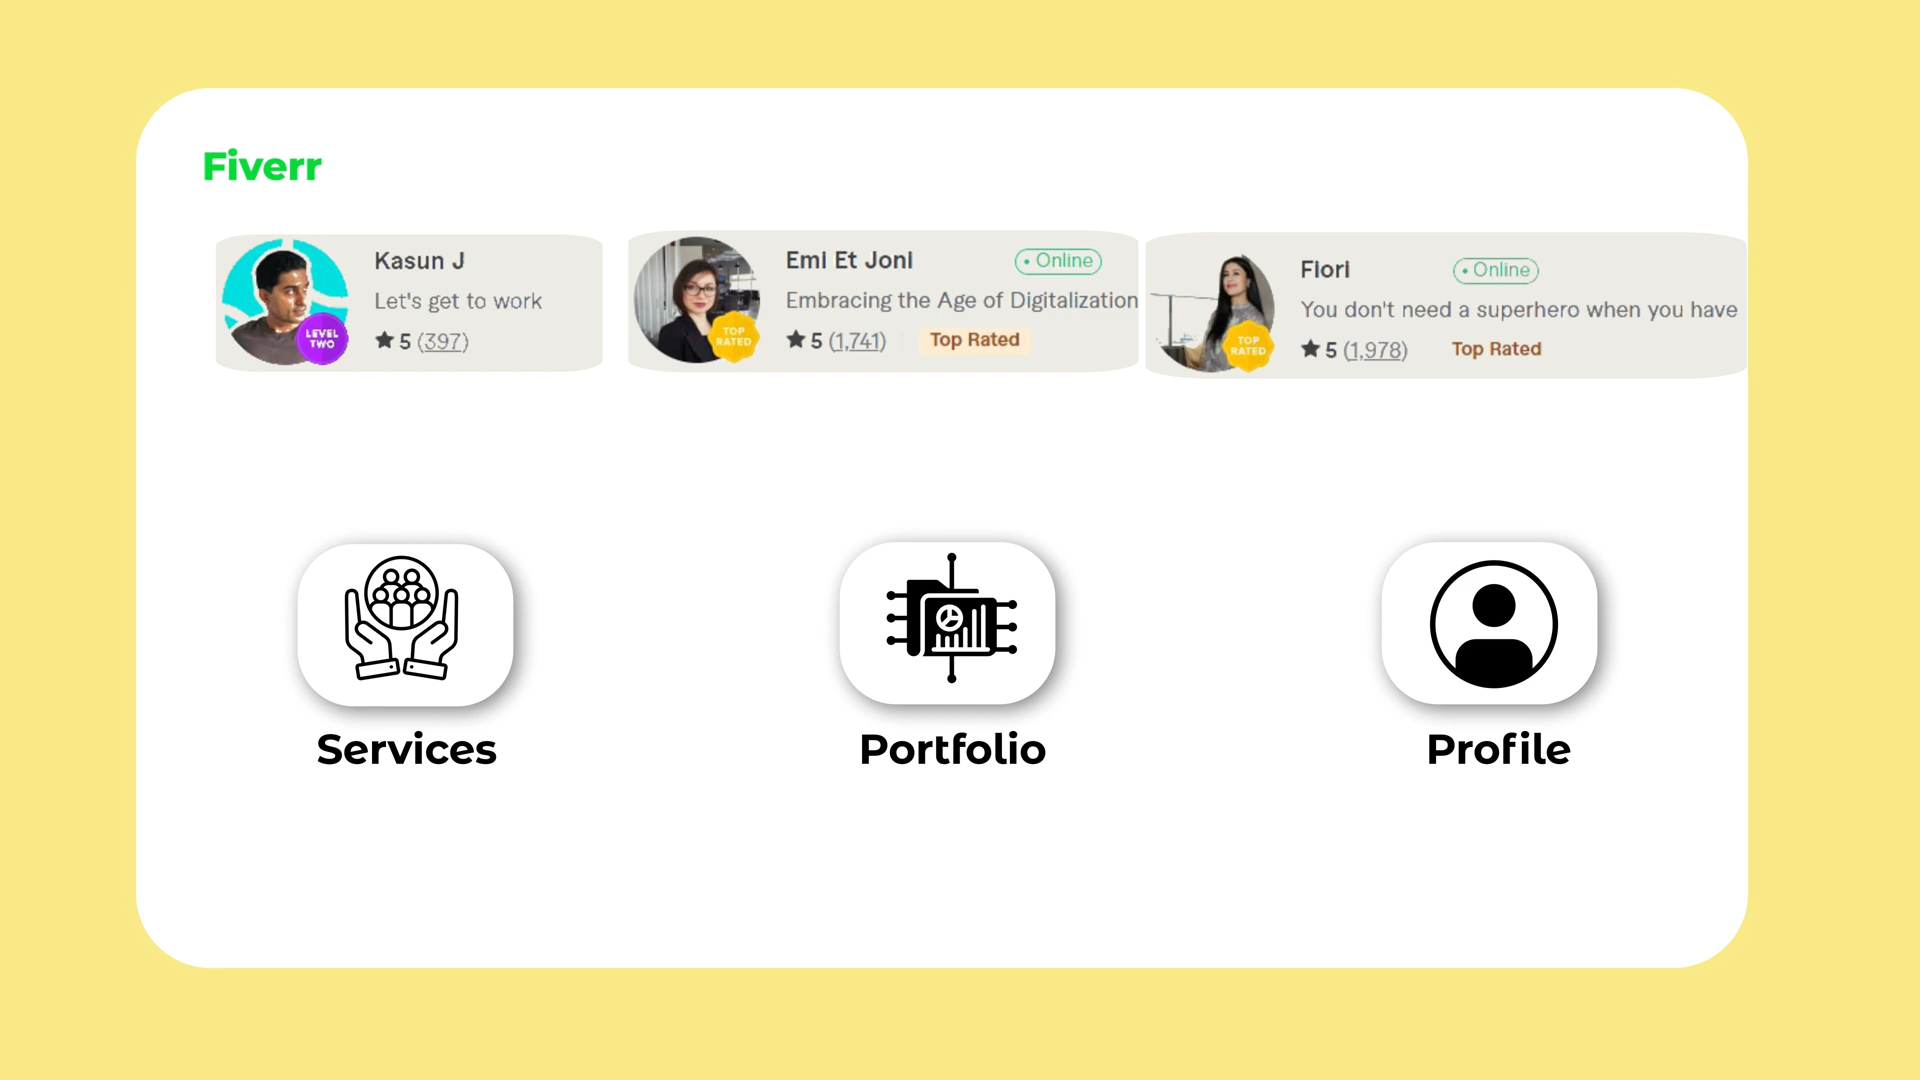 Fiverr
Kasun J
Let's get to work
5 (397)
LEVEL
TWO
Emi Et Joni
• Online
Embracing the Age of Digitalization
5 (1,741)
Top Rated
TOP
RATED
Fiori
• Online
You don't need a superhero when you have
5 (1,978)
Top Rated
TOP
RATED
Services
Portfolio
Profile